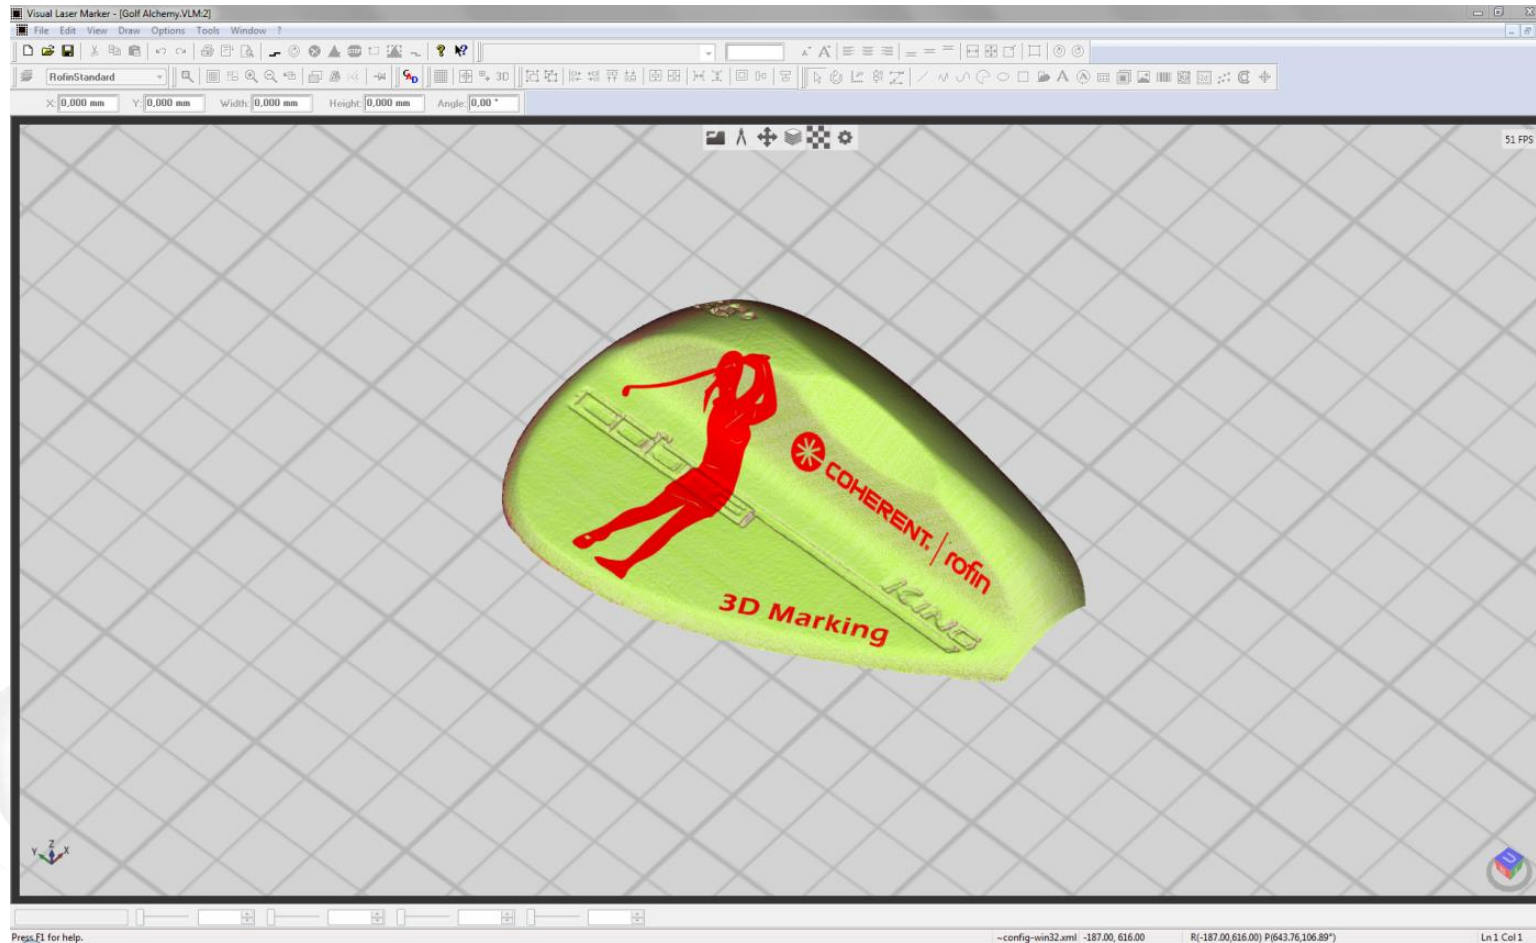 Visual Laser Marker - [Golf Alchemy.VLM:2]
File Edit View Draw Options Tools Window ?
RofinStandard
3D
X: 0,000 mm Y: 0,000 mm Width: 0,000 mm Height: 0,000 mm Angle: 0,00 °
51 FPS
COHERENT. | rofin
KING
3D Marking
Z
Y X
Press F1 for help. ~config-win32.xml -187.00, 616.00 R(-187.00,616.00) P(643.76,106.89°) Ln 1 Col 1